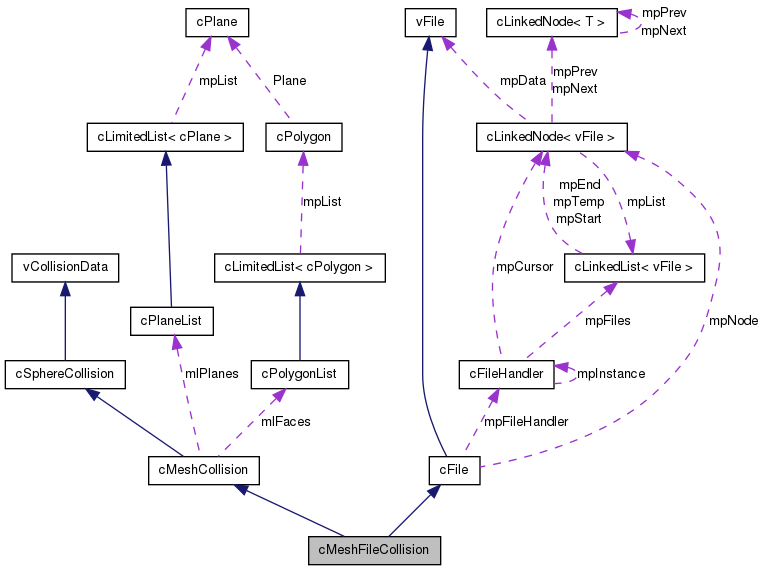 cPlane
vFile
cLinkedNode< T >
mpPrev
mpNext
mpList
Plane
mpData
mpPrev
mpNext
cLimitedList< cPlane >
cPolygon
cLinkedNode< vFile >
mpList
mpEnd
mpTemp
mpStart
mpList
vCollisionData
cLimitedList< cPolygon >
mpCursor
cLinkedList< vFile >
cPlaneList
mpFiles
mpNode
cSphereCollision
mlPlanes
cPolygonList
cFileHandler
mpInstance
mlFaces
mpFileHandler
cMeshCollision
cFile
cMeshFileCollision